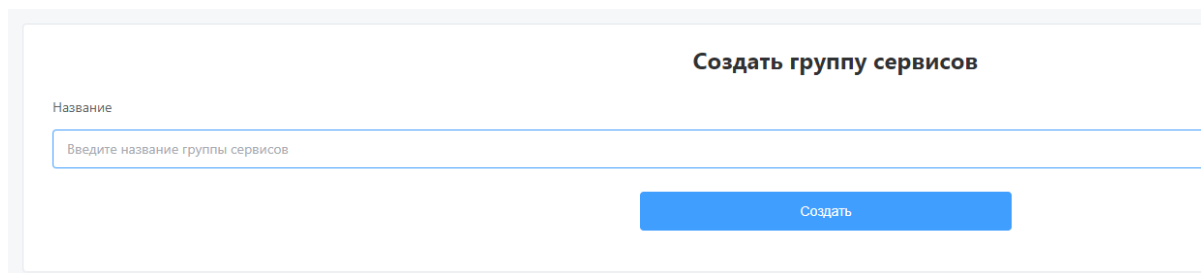 Создать группу сервисов
Название
Введите название группы сервисов
Создать